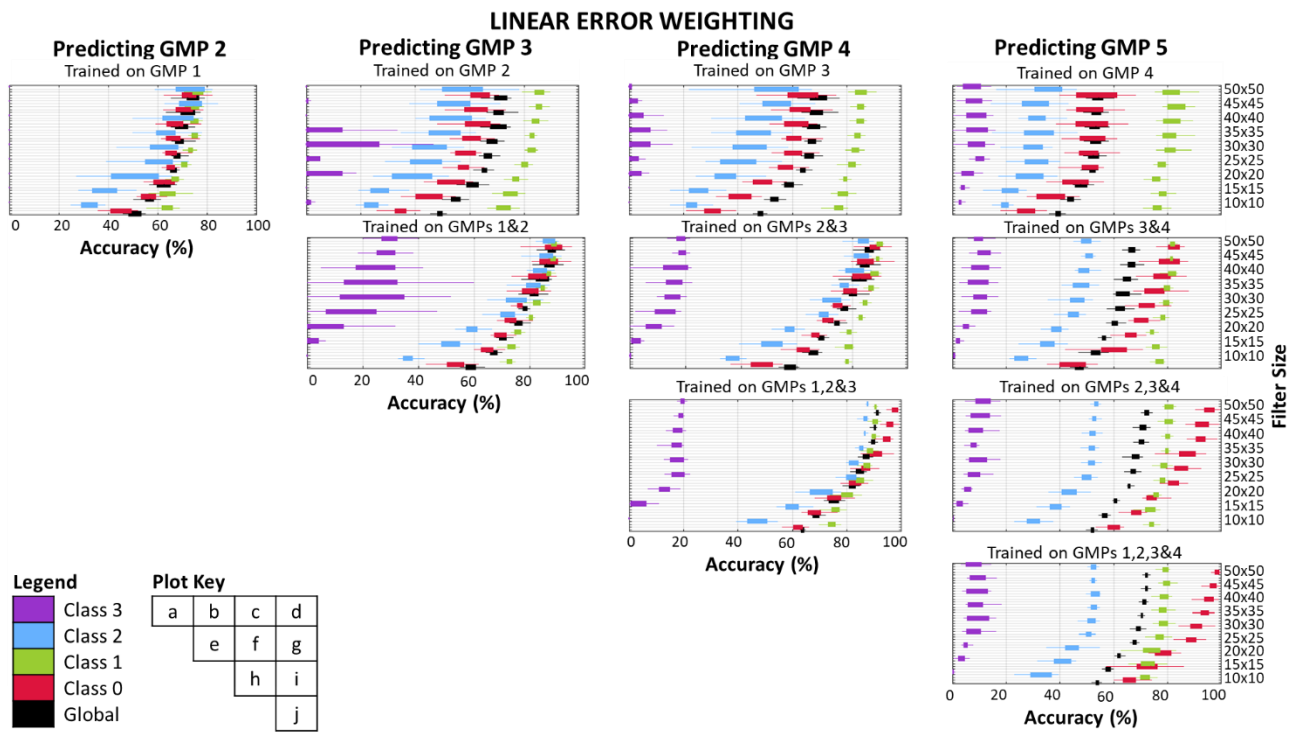 LINEAR ERROR WEIGHTING
Predicting GMP 2
Predicting GMP 3
Predicting GMP 4
Predicting GMP 5
Trained on GMP 1
Trained on GMP 2
Trained on GMP 3
Trained on GMP 4
50x50
45x45
40x40
35x35
30x30
25x25
20x20
15x15
10x10
0 20 40 60 80 100
Accuracy (%)
Trained on GMPs 1&2
Trained on GMPs 2&3
Trained on GMPs 3&4
50x50
45x45
40x40
35x35
30x30
25x25
20x20
15x15
10x10
Filter Size
0 20 40 60 80 100
Accuracy (%)
Trained on GMPs 1,2&3
Trained on GMPs 2,3&4
50x50
45x45
40x40
35x35
30x30
25x25
20x20
15x15
10x10
0 20 40 60 80 100
Accuracy (%)
Trained on GMPs 1,2,3&4
50x50
45x45
40x40
35x35
30x30
25x25
20x20
15x15
10x10
0 20 40 60 80 100
Accuracy (%)
Legend
Class 3
Class 2
Class 1
Class 0
Global
Plot Key
a b c d
e f g
h i
j